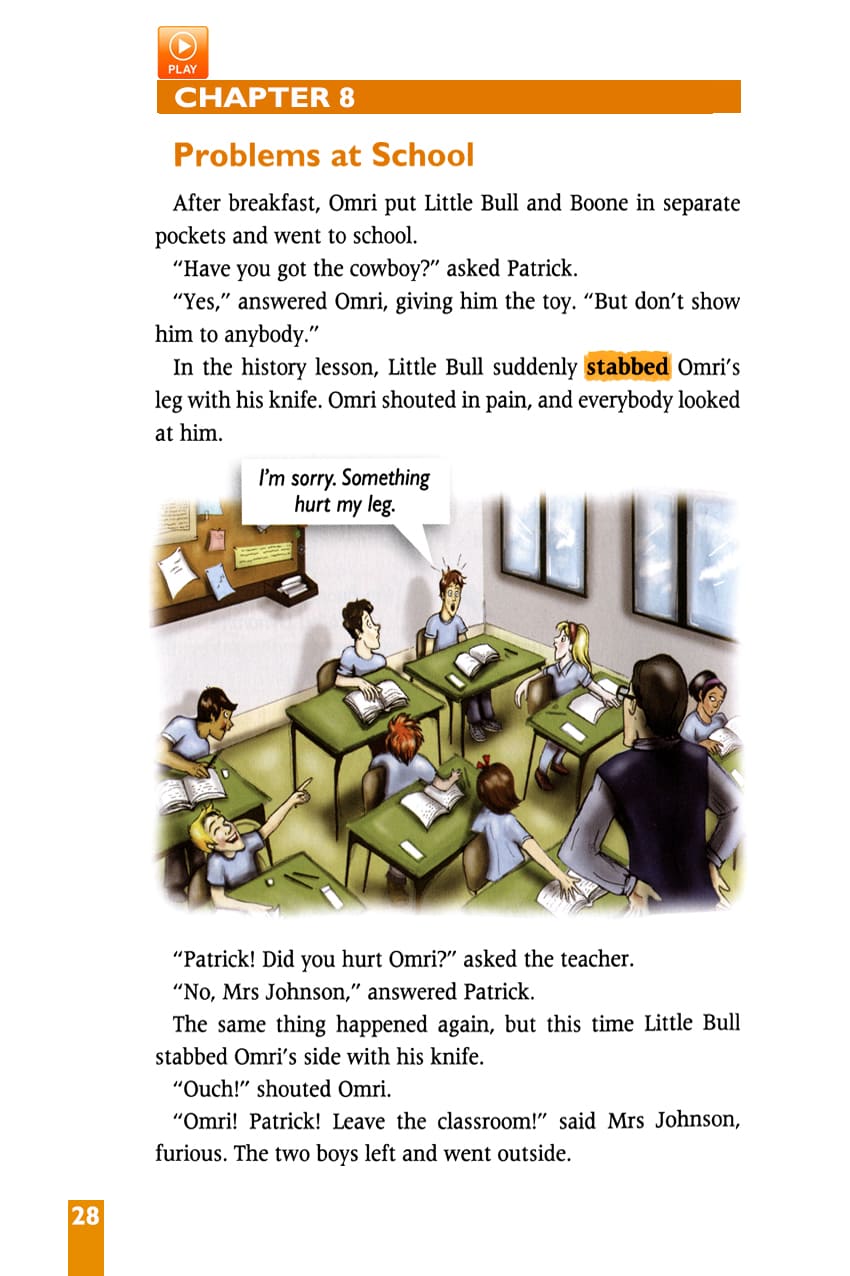 PLAY
CHAPTER 8
Problems at School
After breakfast, Omri put Little Bull and Boone in separate
pockets and went to school.
“Have you got the cowboy?” asked Patrick.
“Yes,” answered Omri, giving him the toy. “But don’t show
him to anybody.”
In the history lesson, Little Bull suddenly stabbed Omri’s
leg with his knife. Omri shouted in pain, and everybody looked
at him.
I’m sorry. Something
hurt my leg.
“Patrick! Did you hurt Omri?” asked the teacher.
“No, Mrs Johnson,” answered Patrick.
The same thing happened again, but this time Little Bull
stabbed Omri’s side with his knife.
“Ouch!” shouted Omri.
“Omri! Patrick! Leave the classroom!” said Mrs Johnson,
furious. The two boys left and went outside.
28